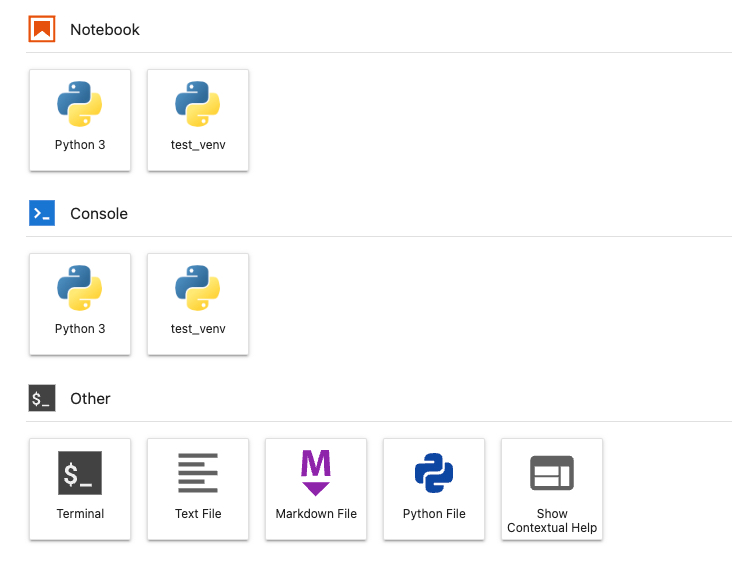 Notebook
Python 3
test_venv
Console
Python 3
test_venv
$_
Other
$_
Terminal
Text File
M
Markdown File
Python File
Show
Contextual Help